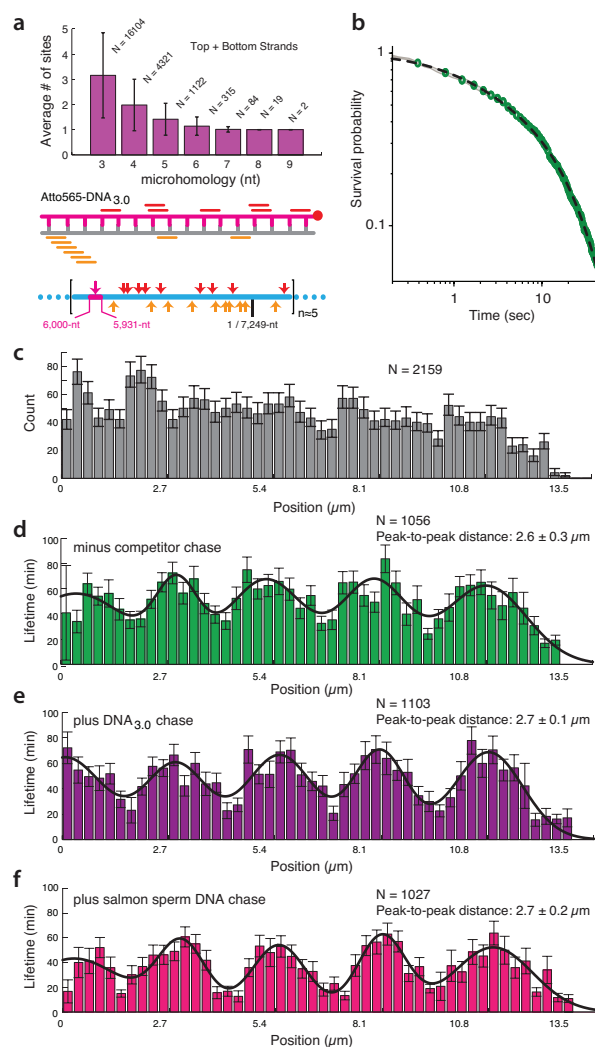 a
Average # of sites
5
4
3
2
1
N = 16104
N = 4321
N = 1122
N = 315
N = 84
N = 19
N = 2
Top + Bottom Strands
3 4 5 6 7 8 9
microhomology (nt)
Atto565-DNA3.0
n≈5
6,000-nt 5,931-nt 1 / 7,249-nt
b
Survival probability
1
0.1
1 10
Time (sec)
c
Count
80
60
40
20
0
N = 2159
0 2.7 5.4 8.1 10.8 13.5
Position (µm)
d
Lifetime (min)
100
80
60
40
20
0
minus competitor chase
N = 1056
Peak-to-peak distance: 2.6 ± 0.3 µm
0 2.7 5.4 8.1 10.8 13.5
Position (µm)
e
Lifetime (min)
100
80
60
40
20
0
plus DNA3.0 chase
N = 1103
Peak-to-peak distance: 2.7 ± 0.1 µm
0 2.7 5.4 8.1 10.8 13.5
Position (µm)
f
Lifetime (min)
100
80
60
40
20
0
plus salmon sperm DNA chase
N = 1027
Peak-to-peak distance: 2.7 ± 0.2 µm
0 2.7 5.4 8.1 10.8 13.5
Position (µm)